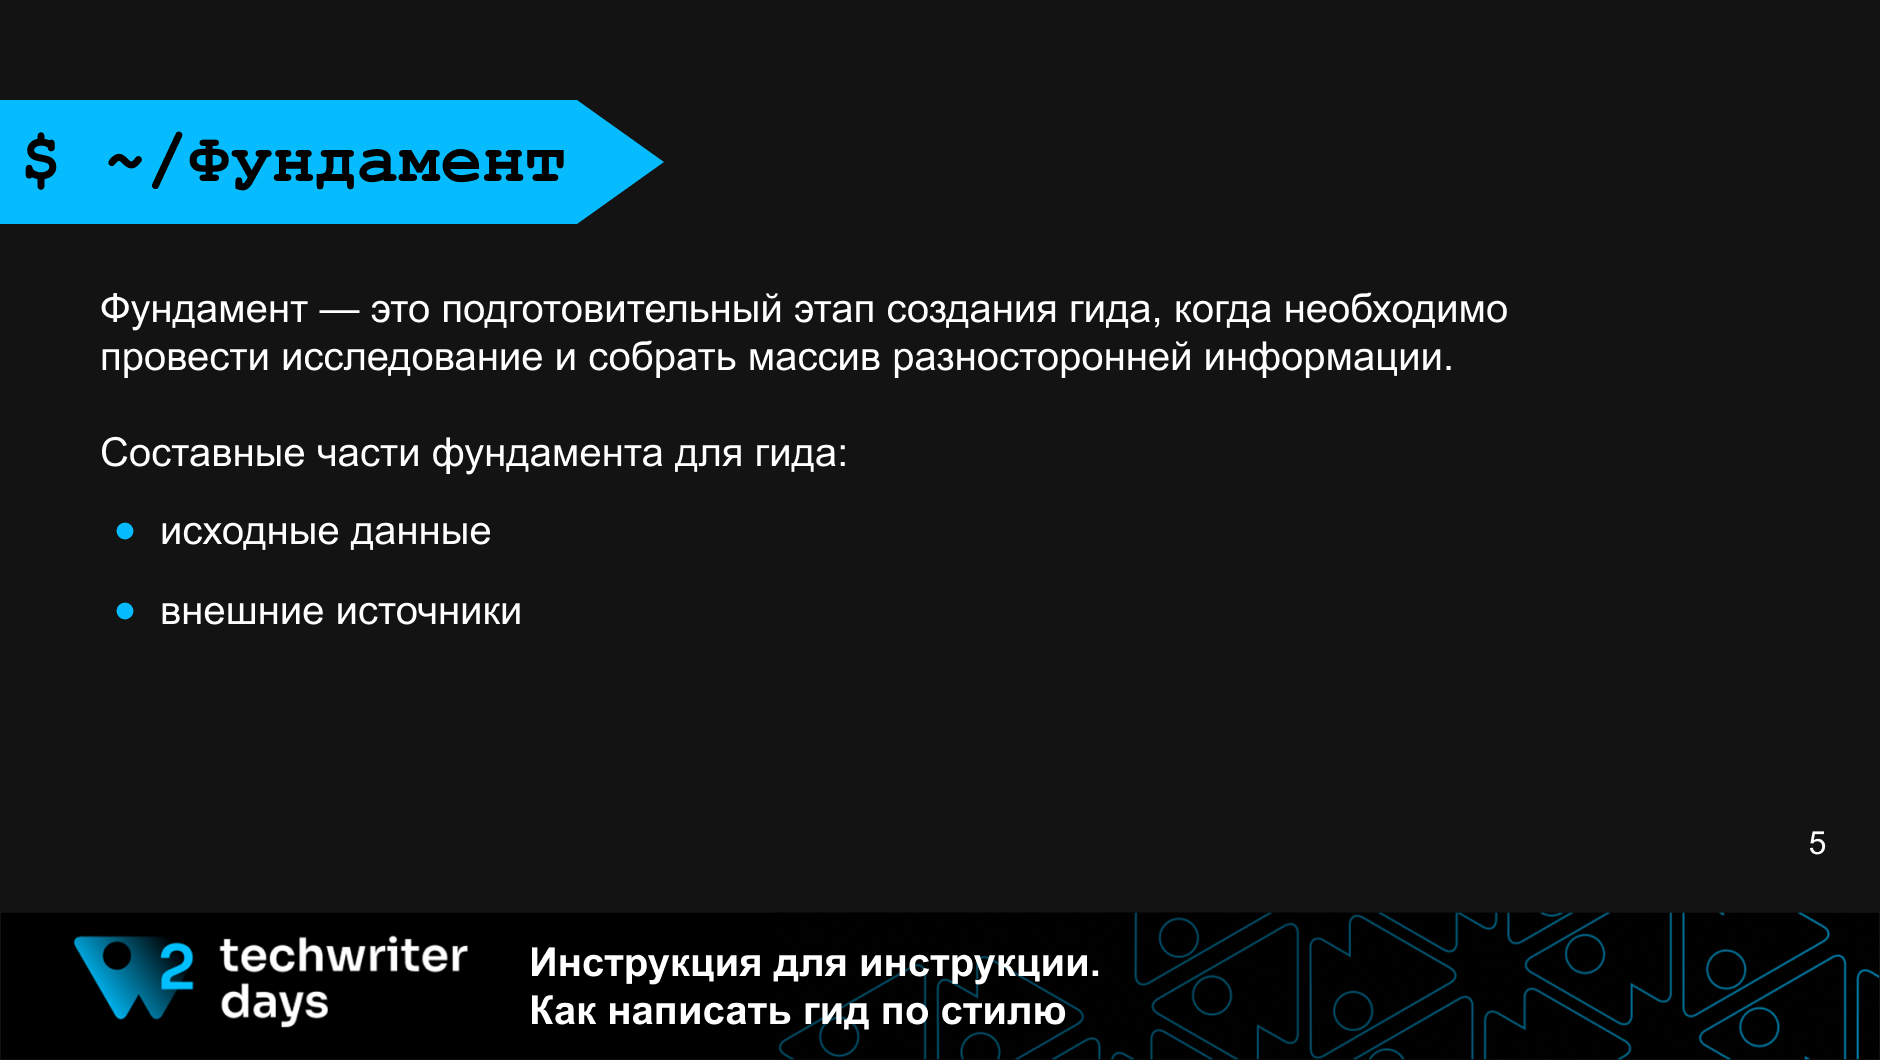 $ ~/Фундамент
Фундамент — это подготовительный этап создания гида, когда необходимо
провести исследование и собрать массив разносторонней информации.
Составные части фундамента для гида:
● исходные данные
● внешние источники
5
2 techwriter
days
Инструкция для инструкции.
Как написать гид по стилю